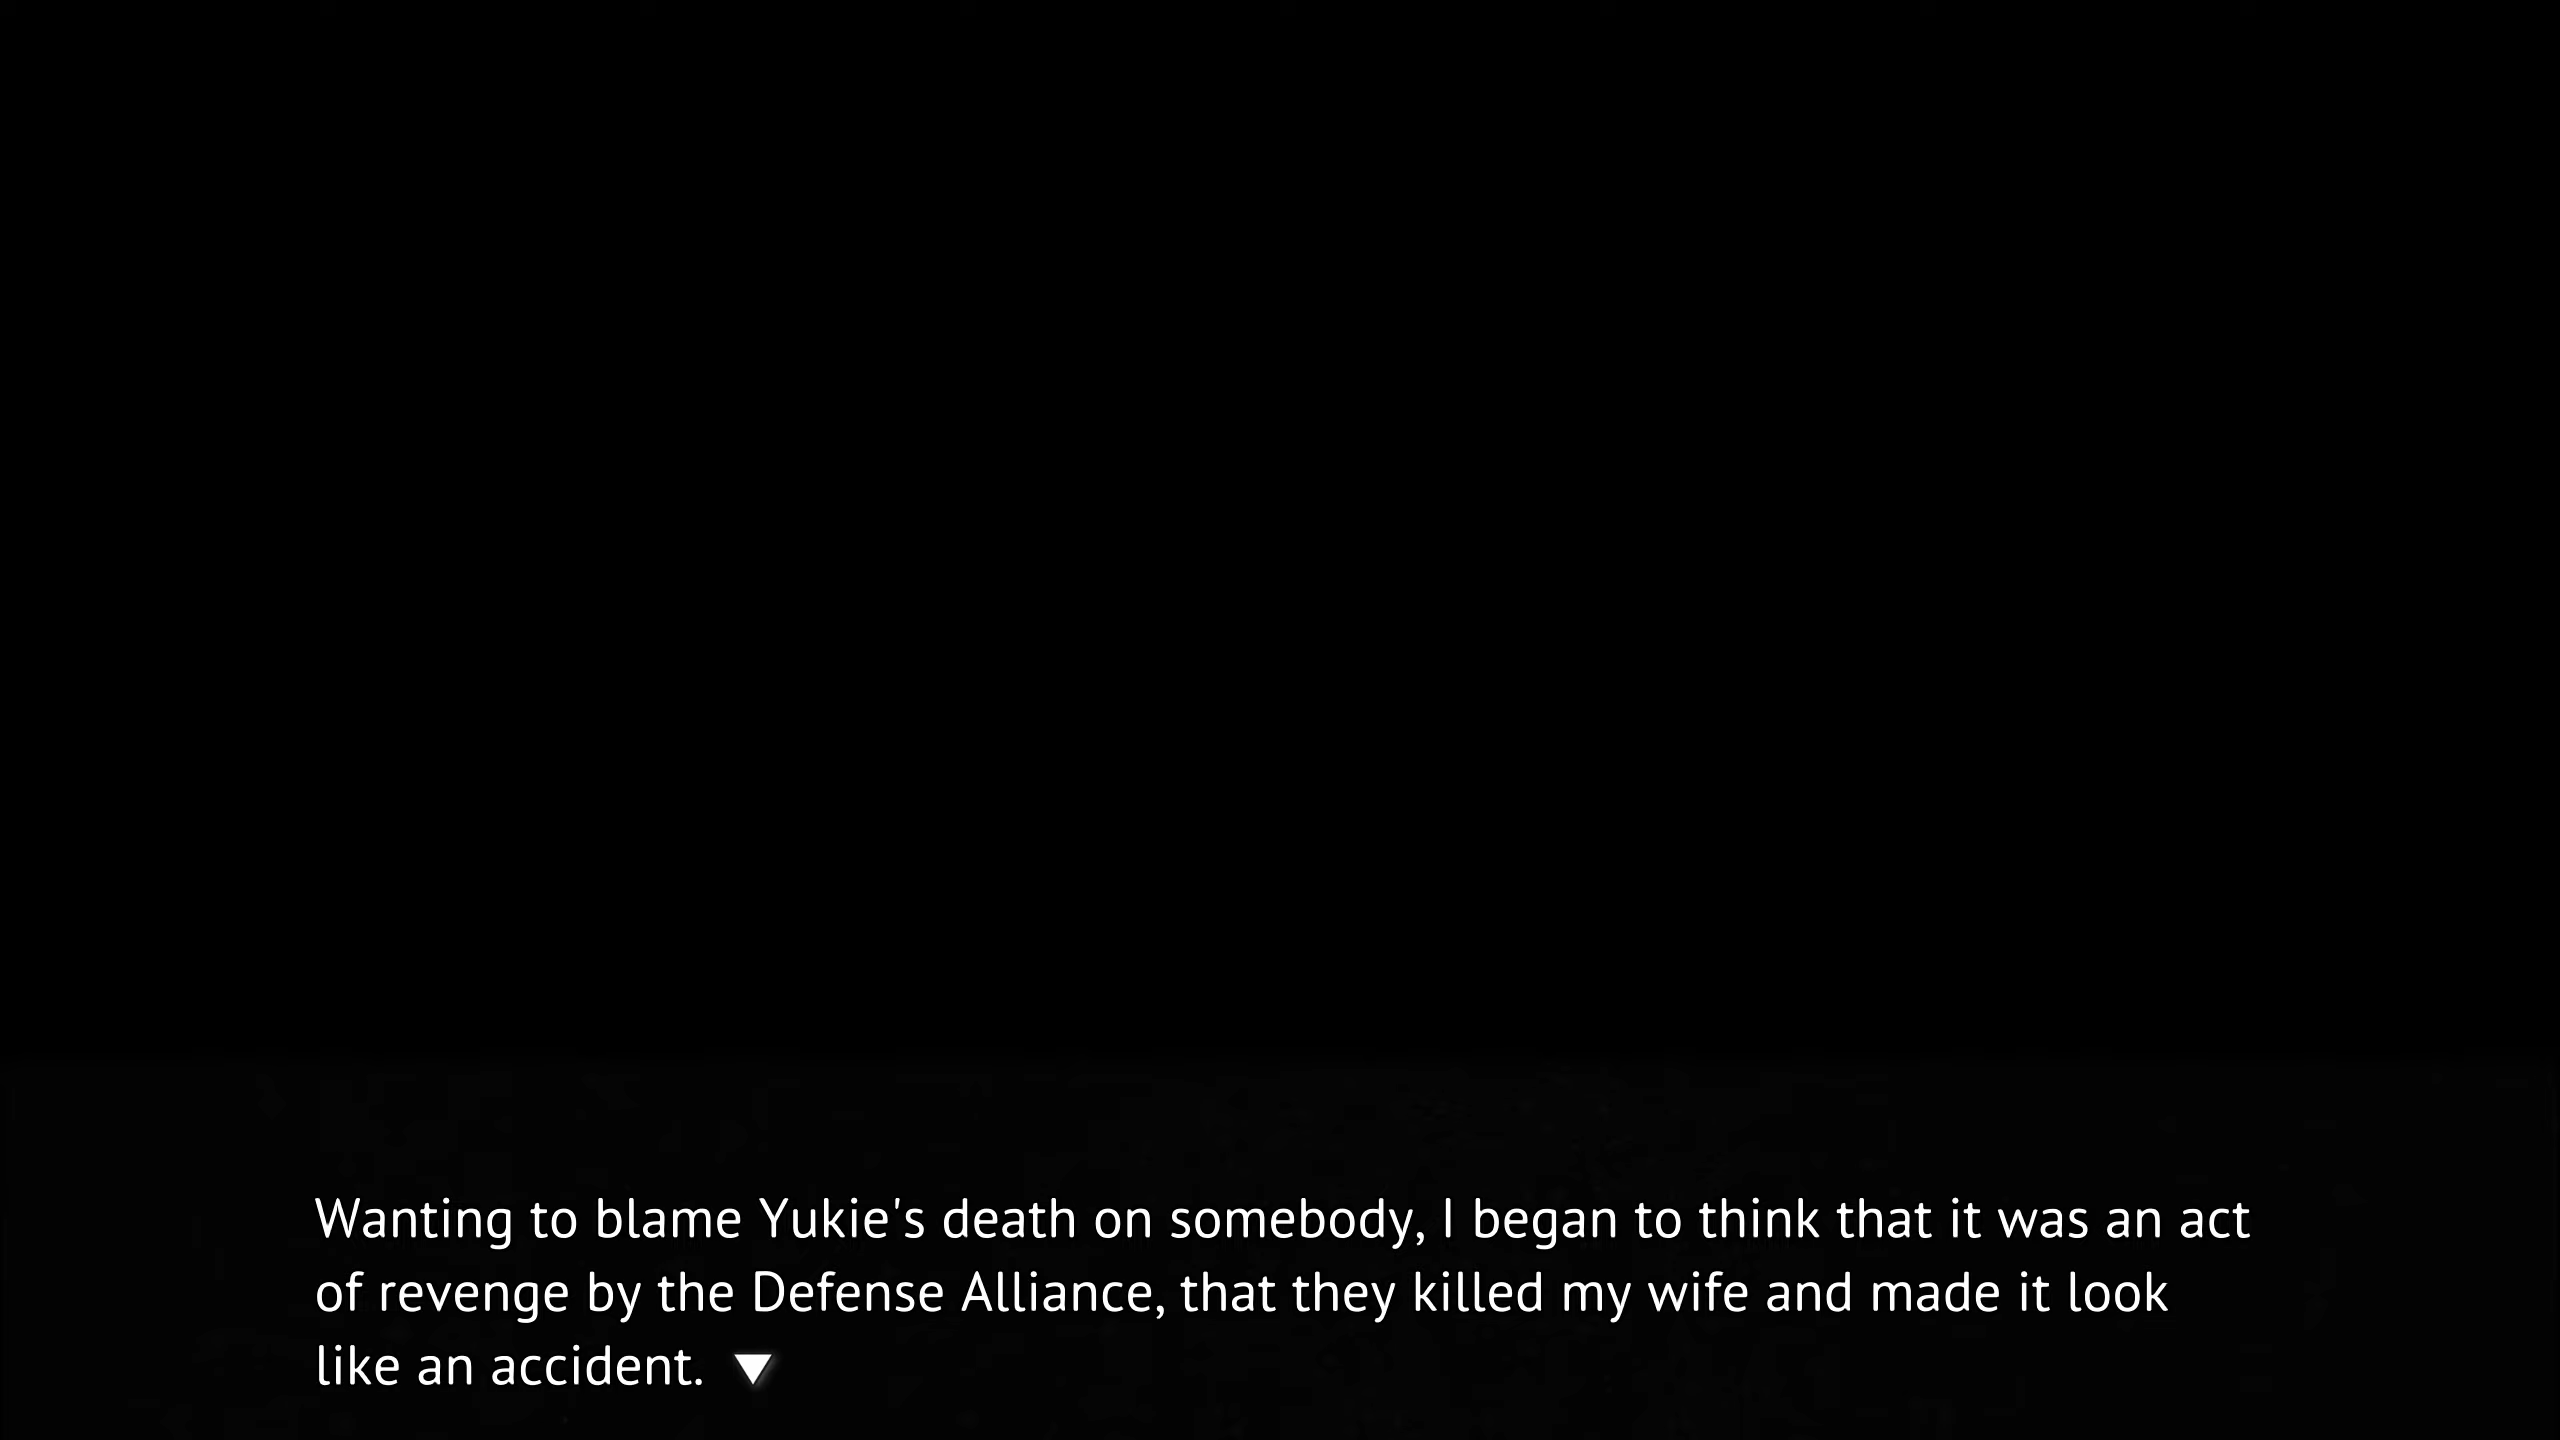 Wanting to blame Yukie's death on somebody, I began to think that it was an act
of revenge by the Defense Alliance, that they killed my wife and made it look
like an accident.